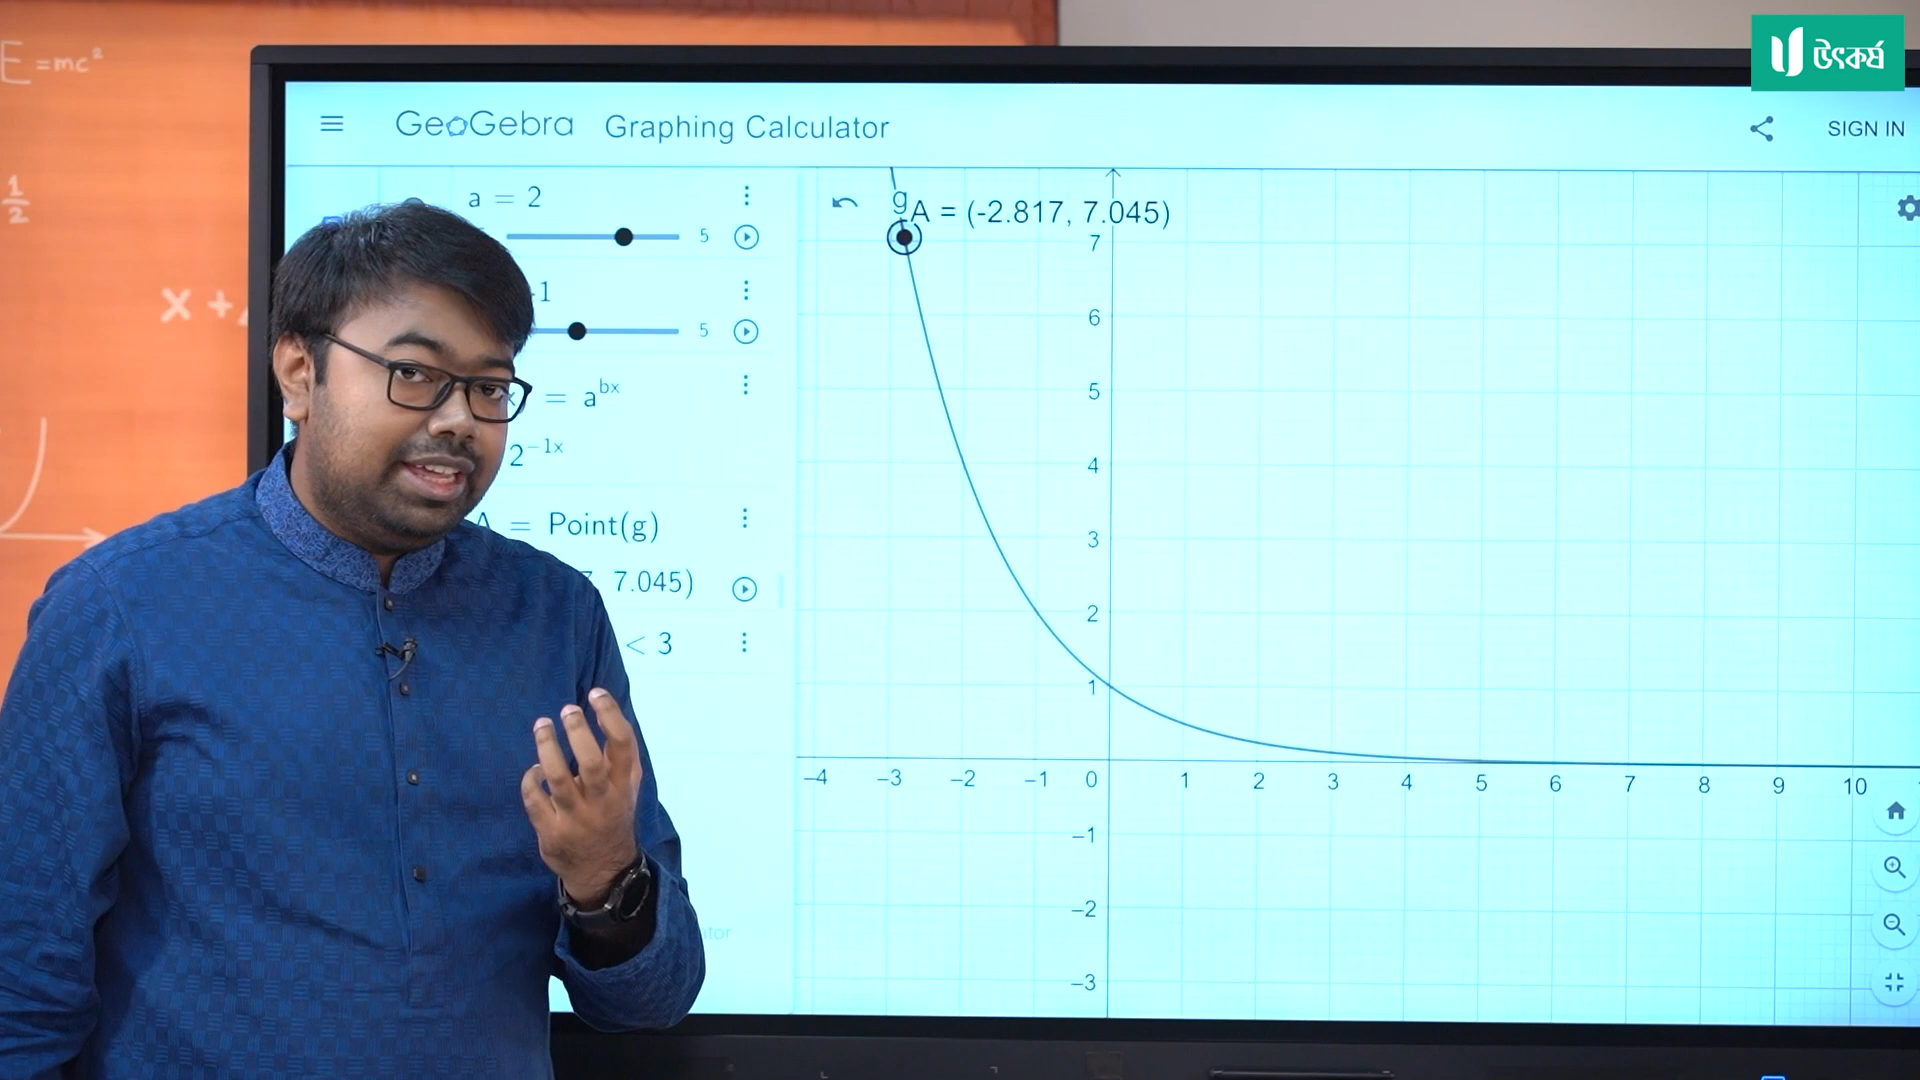 উৎকর্ষ
E=mc²
GeoGebra Graphing Calculator
SIGN IN
a = 2
5
1/2
g
A = (-2.817, 7.045)
-1
5
X +
= a^bx
2^−1x
A = Point(g)
7.045)
< 3
7
6
5
4
3
2
1
−4 −3 −2 −1 0 1 2 3 4 5 6 7 8 9 10
−1
−2
−3